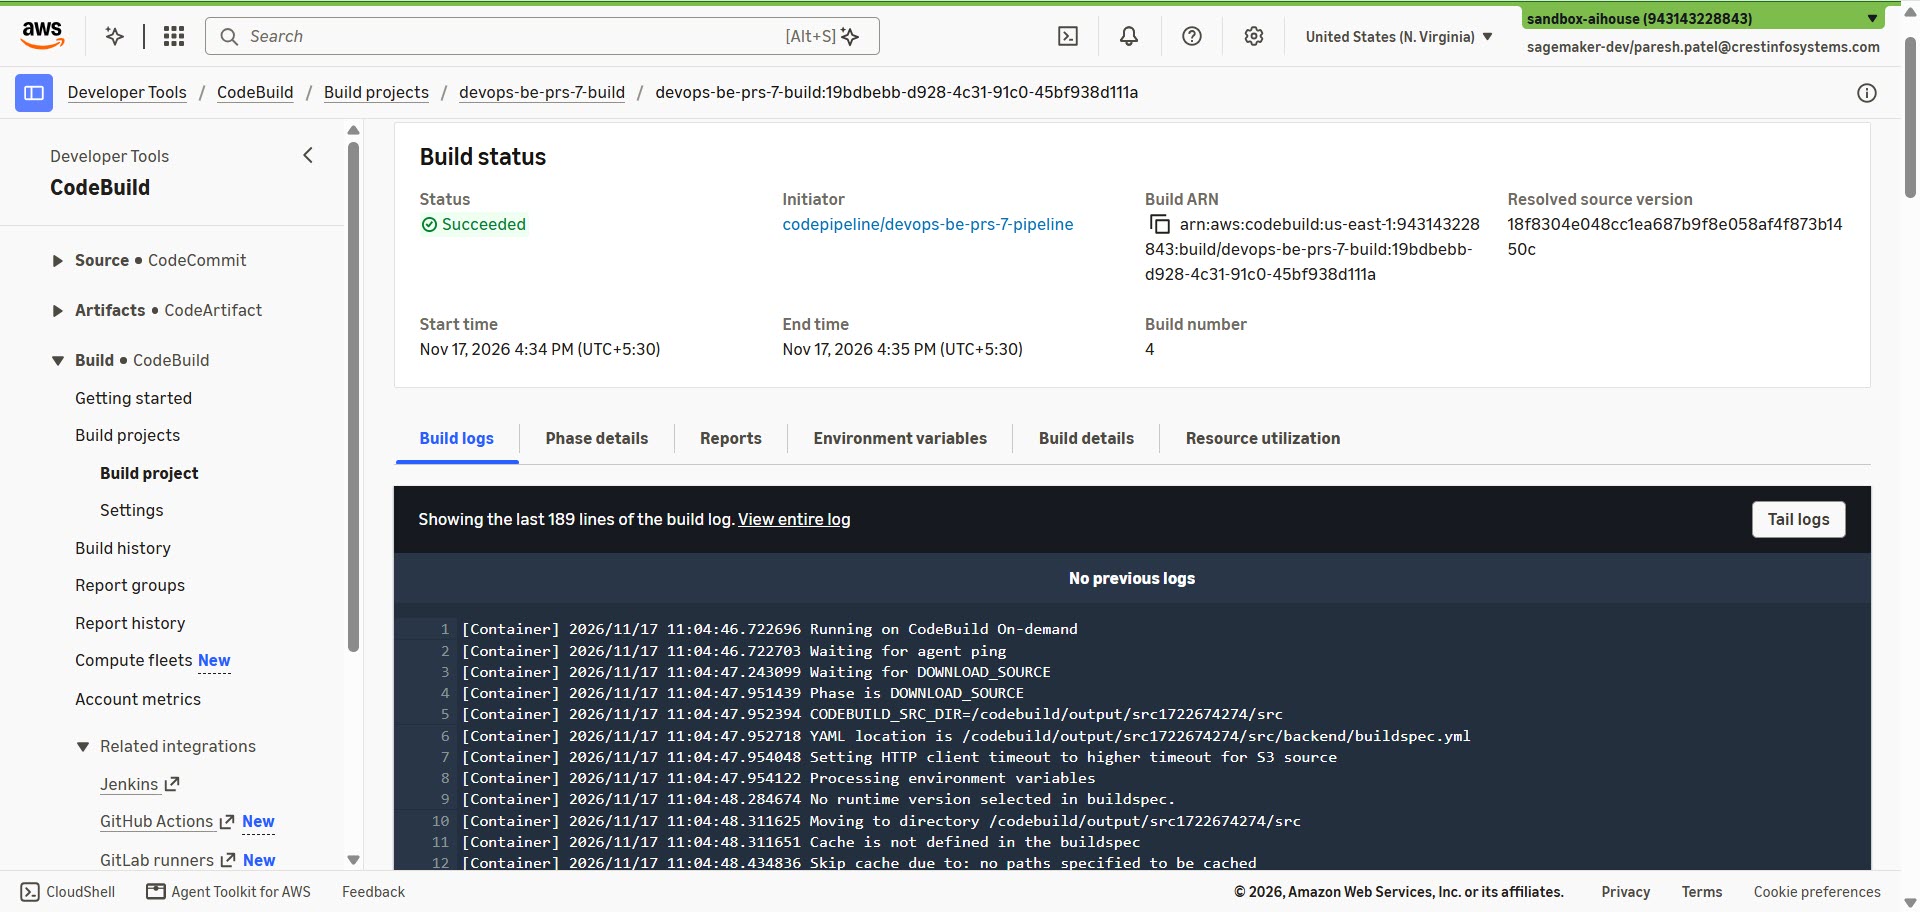 aws
Search
[Alt+S]
United States (N. Virginia)
sandbox-aihouse (943143228843)
sagemaker-dev/paresh.patel@crestinfosystems.com
Developer Tools / CodeBuild / Build projects / devops-be-prs-7-build / devops-be-prs-7-build:19bdbebb-d928-4c31-91c0-45bf938d111a
Developer Tools
CodeBuild
Source • CodeCommit
Artifacts • CodeArtifact
Build • CodeBuild
Getting started
Build projects
Build project
Settings
Build history
Report groups
Report history
Compute fleets New
Account metrics
Related integrations
Jenkins
GitHub Actions New
GitLab runners New
Build status
Status
Succeeded
Initiator
codepipeline/devops-be-prs-7-pipeline
Build ARN
arn:aws:codebuild:us-east-1:943143228
843:build/devops-be-prs-7-build:19bdbebb-
d928-4c31-91c0-45bf938d111a
Resolved source version
18f8304e048cc1ea687b9f8e058af4f873b14
50c
Start time
Nov 17, 2026 4:34 PM (UTC+5:30)
End time
Nov 17, 2026 4:35 PM (UTC+5:30)
Build number
4
Build logs
Phase details
Reports
Environment variables
Build details
Resource utilization
Showing the last 189 lines of the build log. View entire log
Tail logs
No previous logs
1 [Container] 2026/11/17 11:04:46.722696 Running on CodeBuild On-demand
2 [Container] 2026/11/17 11:04:46.722703 Waiting for agent ping
3 [Container] 2026/11/17 11:04:47.243099 Waiting for DOWNLOAD_SOURCE
4 [Container] 2026/11/17 11:04:47.951439 Phase is DOWNLOAD_SOURCE
5 [Container] 2026/11/17 11:04:47.952394 CODEBUILD_SRC_DIR=/codebuild/output/src1722674274/src
6 [Container] 2026/11/17 11:04:47.952718 YAML location is /codebuild/output/src1722674274/src/backend/buildspec.yml
7 [Container] 2026/11/17 11:04:47.954048 Setting HTTP client timeout to higher timeout for S3 source
8 [Container] 2026/11/17 11:04:47.954122 Processing environment variables
9 [Container] 2026/11/17 11:04:48.284674 No runtime version selected in buildspec.
10 [Container] 2026/11/17 11:04:48.311625 Moving to directory /codebuild/output/src1722674274/src
11 [Container] 2026/11/17 11:04:48.311651 Cache is not defined in the buildspec
12 [Container] 2026/11/17 11:04:48.434836 Skip cache due to: no paths specified to be cached
CloudShell
Agent Toolkit for AWS
Feedback
© 2026, Amazon Web Services, Inc. or its affiliates.
Privacy
Terms
Cookie preferences